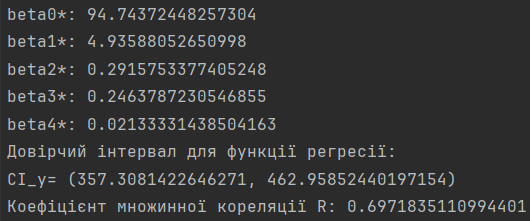 beta0*: 94.74372448257304
beta1*: 4.93588052650998
beta2*: 0.2915753377405248
beta3*: 0.2463787230546855
beta4*: 0.02133331438504163
Довірчий інтервал для функції регресії:
CI_y= (357.3081422646271, 462.95852440197154)
Коефіцієнт множинної кореляції R: 0.6971835110994401